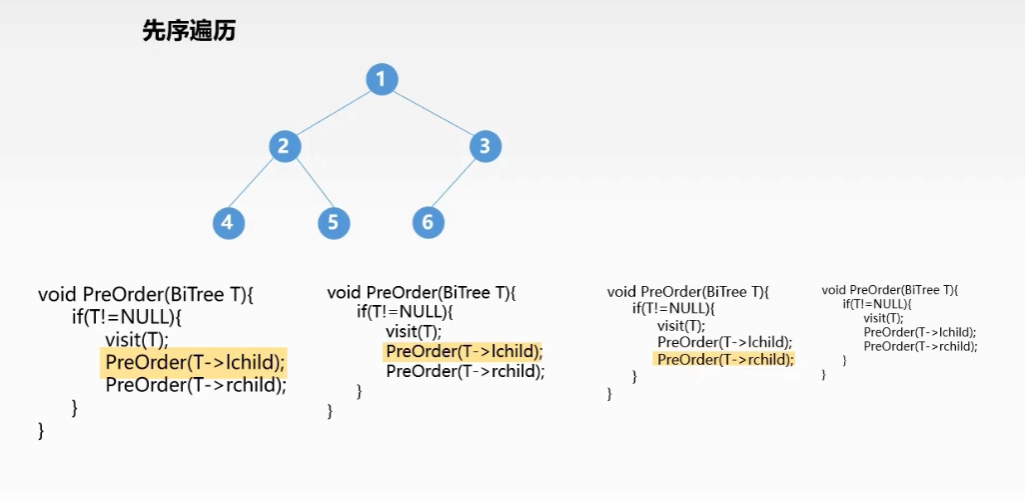 先序遍历
1
2
3
4
5
6
void PreOrder(BiTree T){
if(T!=NULL){
visit(T);
PreOrder(T->lchild);
PreOrder(T->rchild);
}
}
void PreOrder(BiTree T){
if(T!=NULL){
visit(T);
PreOrder(T->lchild);
PreOrder(T->rchild);
}
}
void PreOrder(BiTree T){
if(T!=NULL){
visit(T);
PreOrder(T->lchild);
PreOrder(T->rchild);
}
}
void PreOrder(BiTree T){
if(T!=NULL){
visit(T);
PreOrder(T->lchild);
PreOrder(T->rchild);
}
}